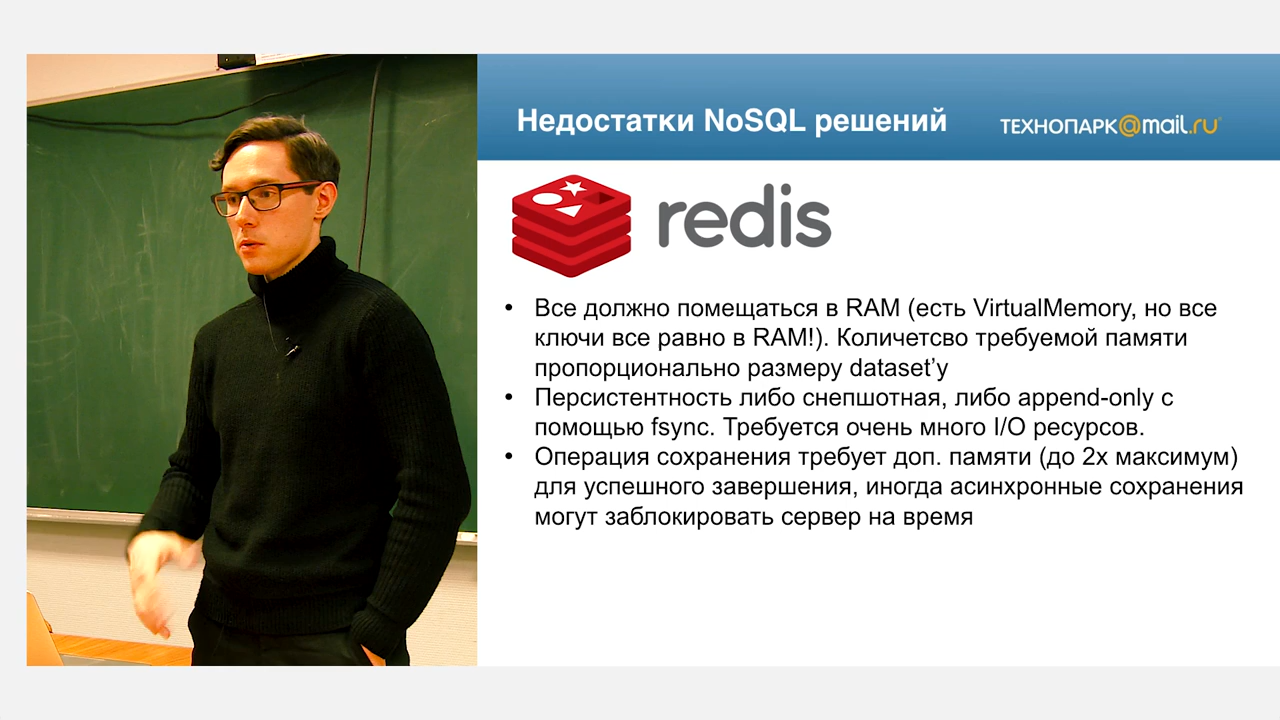 Недостатки NoSQL решений
ТЕХНОПАРК@mail.ru
redis
• Все должно помещаться в RAM (есть VirtualMemory, но все
ключи все равно в RAM!). Количетсво требуемой памяти
пропорционально размеру dataset’у
• Персистентность либо снепшотная, либо append-only с
помощью fsync. Требуется очень много I/O ресурсов.
• Операция сохранения требует доп. памяти (до 2x максимум)
для успешного завершения, иногда асинхронные сохранения
могут заблокировать сервер на время